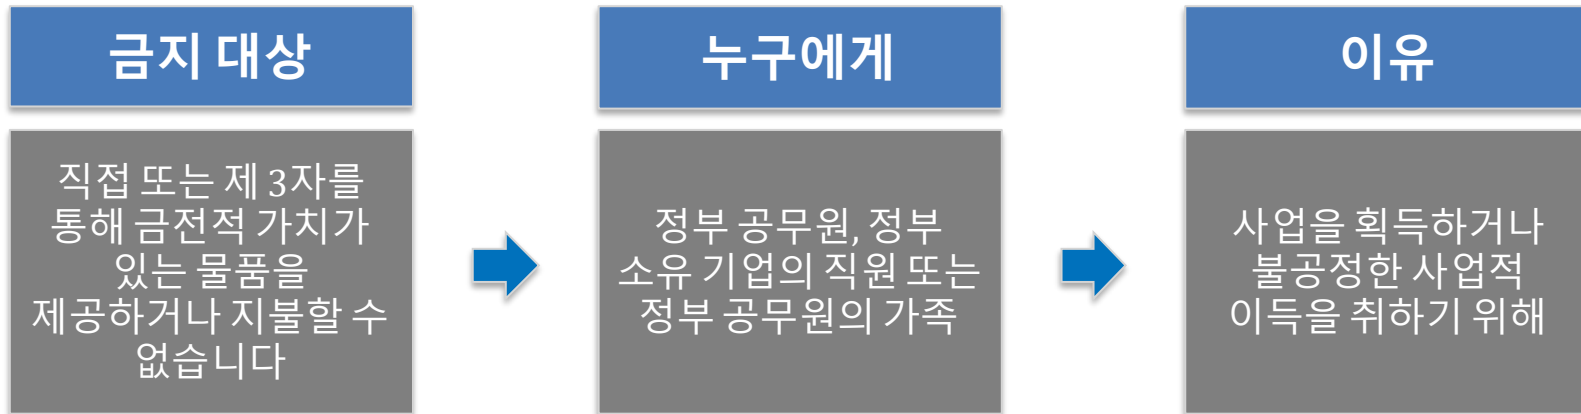 금지 대상
직접 또는 제 3자를
통해 금전적 가치가
있는 물품을
제공하거나 지불할 수
없습니다
누구에게
정부 공무원, 정부
소유 기업의 직원 또는
정부 공무원의 가족
이유
사업을 획득하거나
불공정한 사업적
이득을 취하기 위해